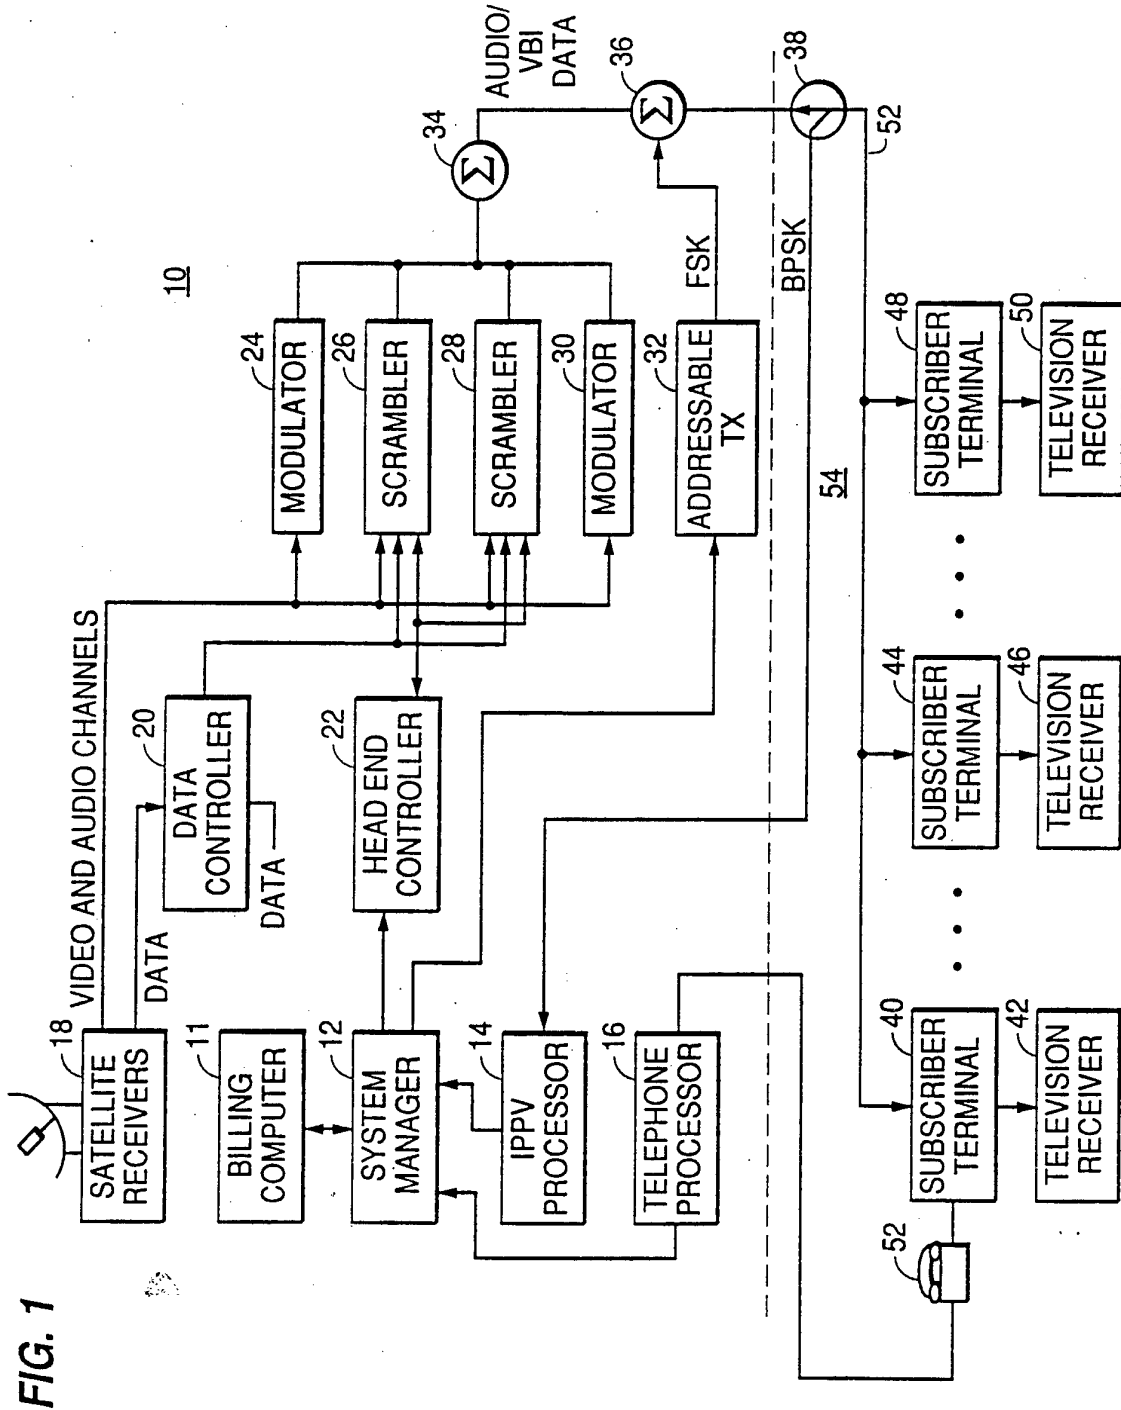 FIG. 1
10
VIDEO AND AUDIO CHANNELS
18
SATELLITE
RECEIVERS
DATA
20
DATA
CONTROLLER
DATA
11
BILLING
COMPUTER
12
SYSTEM
MANAGER
22
HEAD END
CONTROLLER
14
IPPV
PROCESSOR
16
TELEPHONE
PROCESSOR
24
MODULATOR
26
SCRAMBLER
28
SCRAMBLER
30
MODULATOR
32
ADDRESSABLE
TX
34
Σ
AUDIO/
VBI
DATA
36
Σ
FSK
BPSK
38
52
54
40
SUBSCRIBER
TERMINAL
42
TELEVISION
RECEIVER
44
SUBSCRIBER
TERMINAL
46
TELEVISION
RECEIVER
48
SUBSCRIBER
TERMINAL
50
TELEVISION
RECEIVER
52